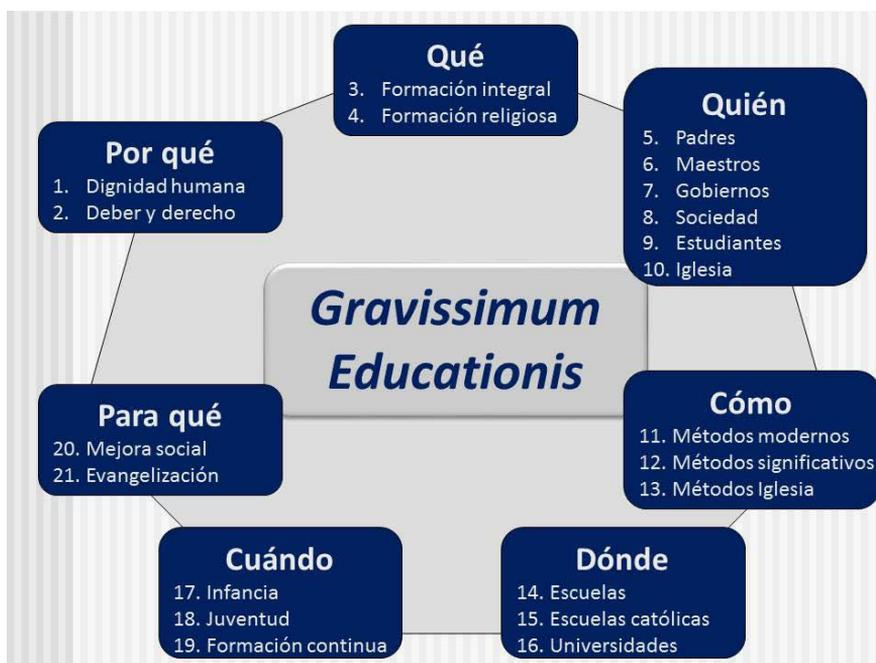 Qué
3. Formación integral
4. Formación religiosa
Quién
5. Padres
6. Maestros
7. Gobiernos
8. Sociedad
9. Estudiantes
10. Iglesia
Por qué
1. Dignidad humana
2. Deber y derecho
Gravissimum
Educationis
Para qué
20. Mejora social
21. Evangelización
Cómo
11. Métodos modernos
12. Métodos significativos
13. Métodos Iglesia
Cuándo
17. Infancia
18. Juventud
19. Formación continua
Dónde
14. Escuelas
15. Escuelas católicas
16. Universidades